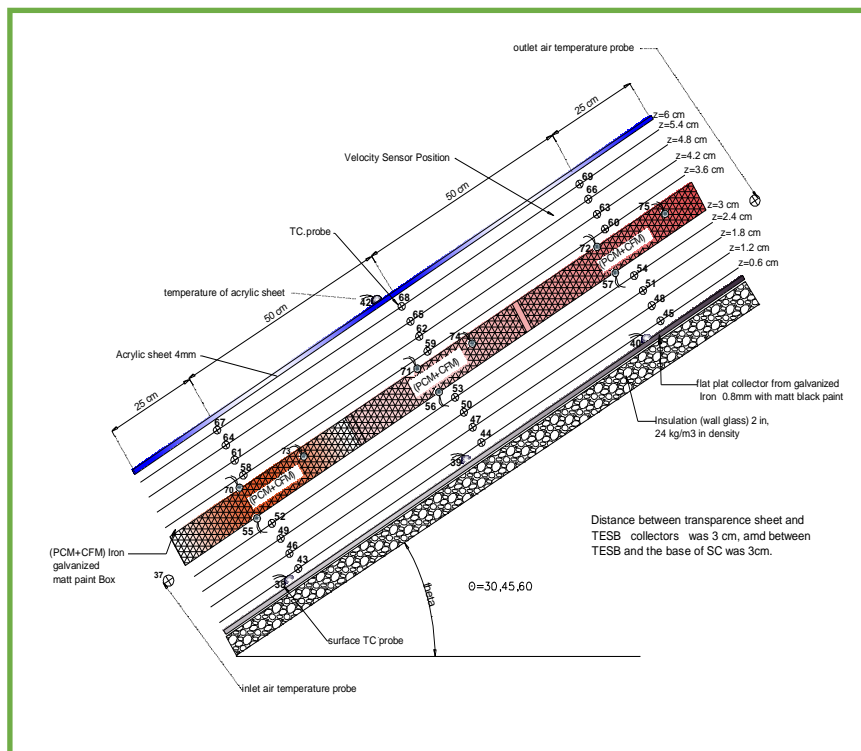 outlet air temperature probe
25 cm
z=6 cm
z=5.4 cm
z=4.8 cm
z=4.2 cm
z=3.6 cm
Velocity Sensor Position
50 cm
69
66
63
60
75
72
z=3 cm
z=2.4 cm
z=1.8 cm
z=1.2 cm
z=0.6 cm
(PCM+CFM)
TC.probe
57
54
51
48
45
temperature of acrylic sheet
42
68
65
62
59
74
50 cm
40
71
(PCM+CFM)
Acrylic sheet 4mm
56
53
50
47
44
flat plat collector from galvanized
Iron 0.8mm with matt black paint
25 cm
Insulation (wall glass) 2 in,
24 kg/m3 in density
67
64
61
58
73
39
70
(PCM+CFM)
55
52
49
46
43
Distance between transparence sheet and
TESB collectors was 3 cm, amd between
TESB and the base of SC was 3cm.
(PCM+CFM) Iron
galvanized
matt paint Box
37
38
theta
Θ=30,45,60
surface TC probe
inlet air temperature probe